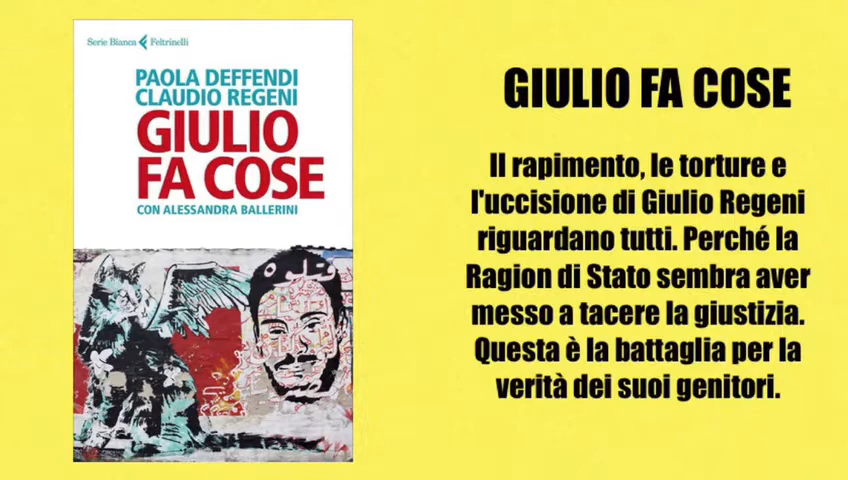 Serie Bianca Feltrinelli
PAOLA DEFFENDI
CLAUDIO REGENI
GIULIO
FA COSE
CON ALESSANDRA BALLERINI
GIULIO FA COSE
Il rapimento, le torture e
l'uccisione di Giulio Regeni
riguardano tutti. Perché la
Ragion di Stato sembra aver
messo a tacere la giustizia.
Questa è la battaglia per la
verità dei suoi genitori.